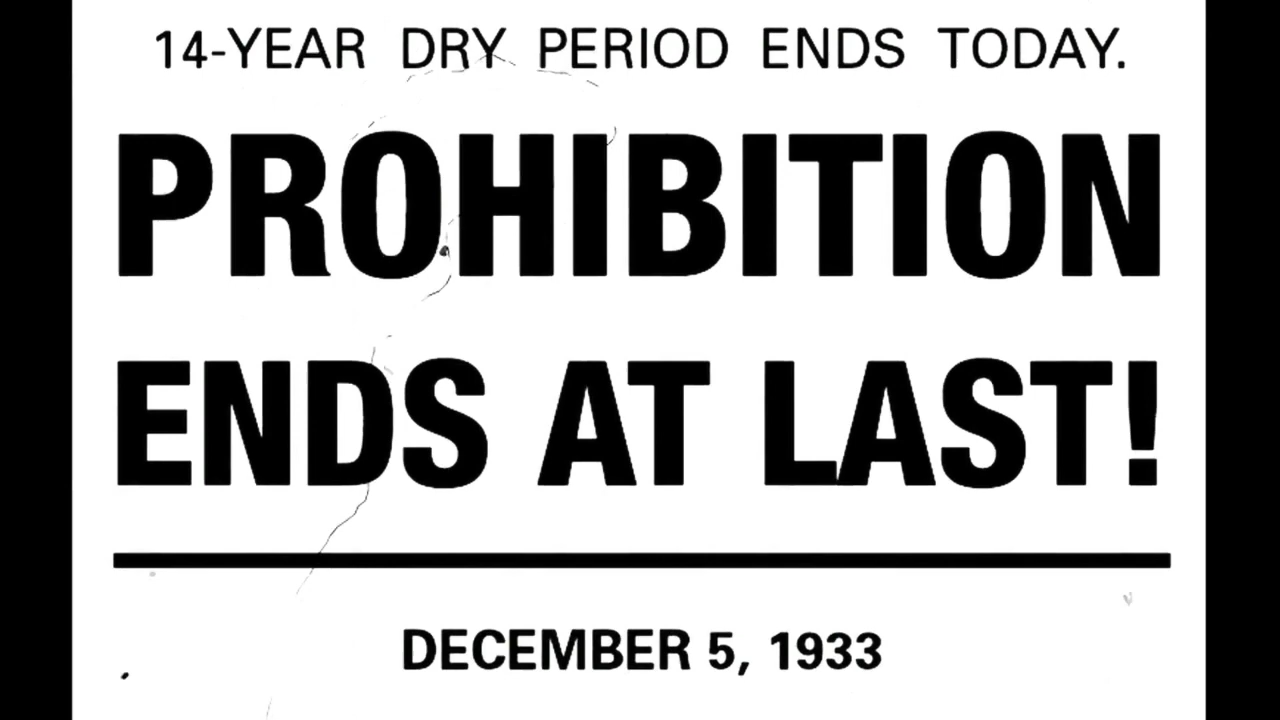 14-YEAR DRY PERIOD ENDS TODAY.
PROHIBITION
ENDS AT LAST!
DECEMBER 5, 1933